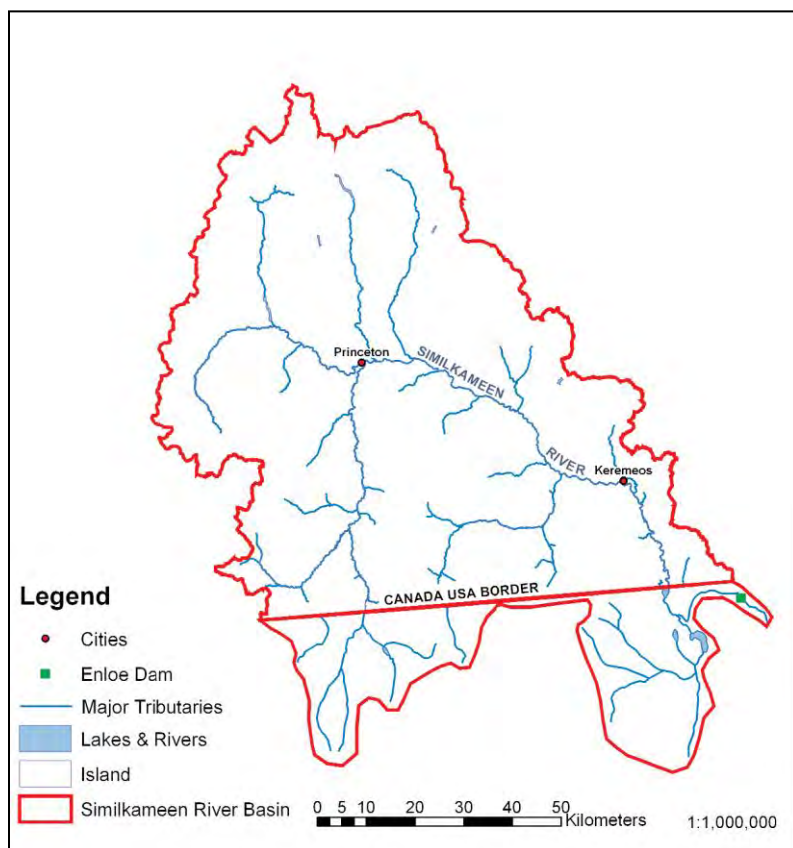 Princeton
SIMILKAMEEN
RIVER
Keremeos
CANADA USA BORDER
Legend
Cities
Enloe Dam
Major Tributaries
Lakes & Rivers
Island
Similkameen River Basin
0 5 10 20 30 40 50
Kilometers
1:1,000,000